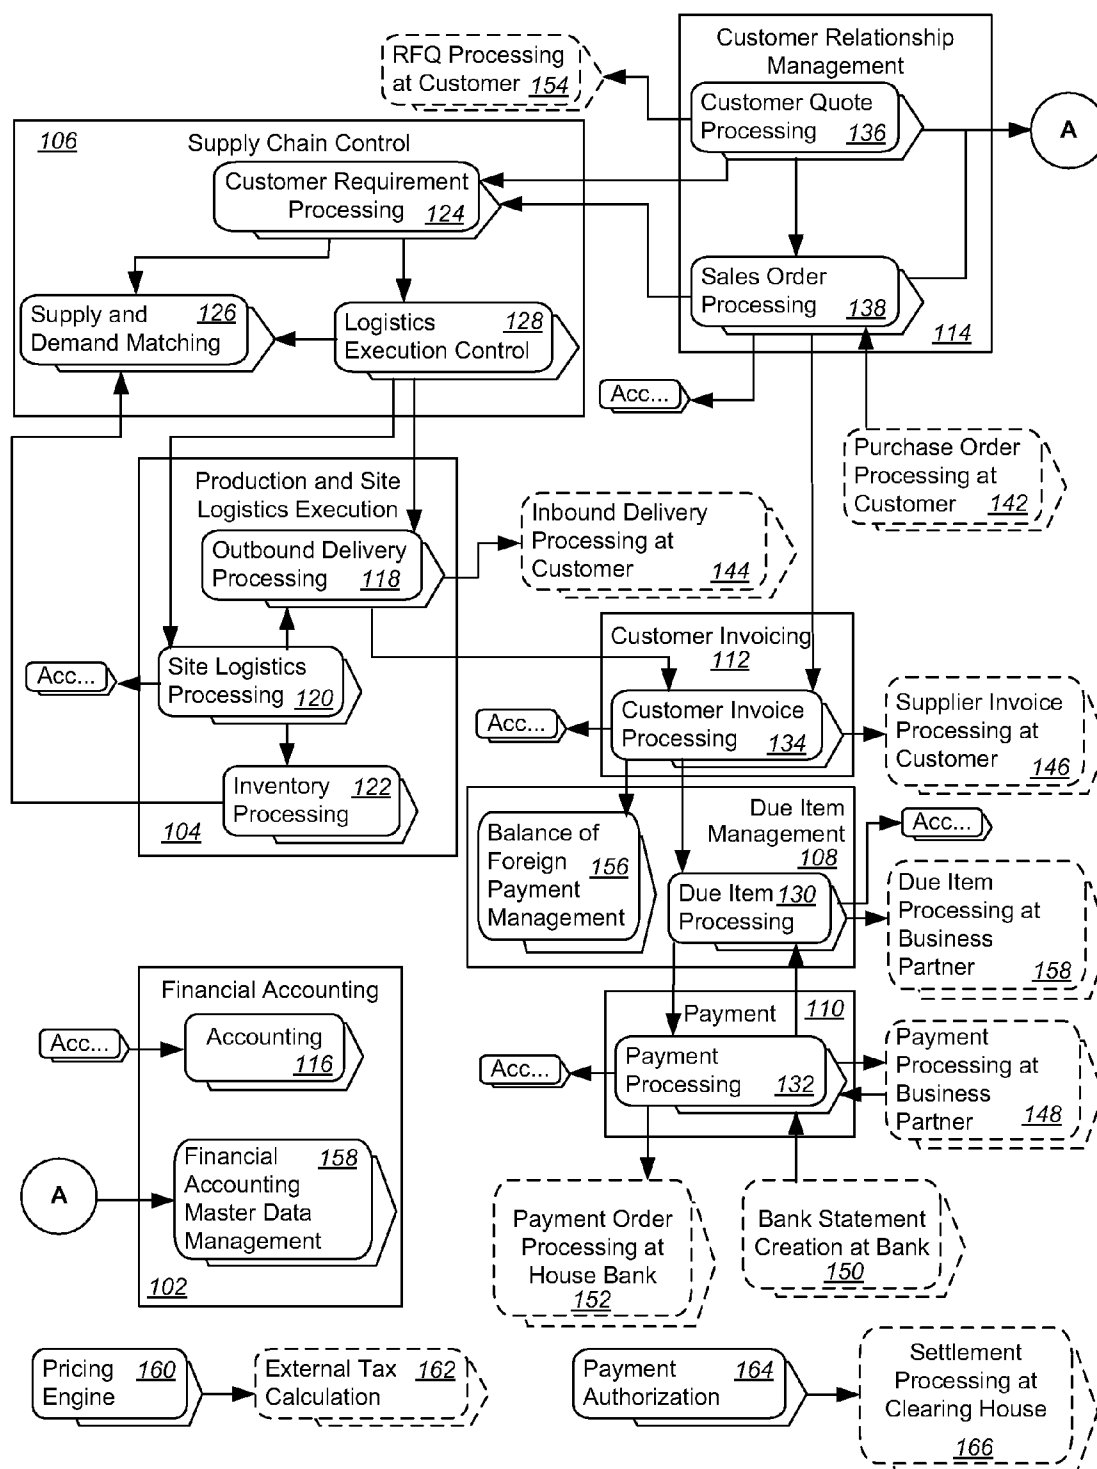 RFQ Processing
at Customer 154
Customer Relationship
Management
Customer Quote
Processing 136
A
106
Supply Chain Control
Customer Requirement
Processing 124
Sales Order
Processing 138
114
Supply and 126
Demand Matching
Logistics 128
Execution Control
Acc...
Purchase Order
Processing at
Customer 142
Production and Site
Logistics Execution
Outbound Delivery
Processing 118
Inbound Delivery
Processing at
Customer 144
Customer Invoicing
112
Acc...
Site Logistics
Processing 120
Acc...
Customer Invoice
Processing 134
Supplier Invoice
Processing at
Customer 146
Inventory 122
Processing
104
Due Item
Management
108
Acc...
Balance of
Foreign 156
Payment
Management
Due Item 130
Processing
Due Item
Processing at
Business
Partner 158
Financial Accounting
Acc...
Accounting
116
Payment 110
Acc...
Payment
Processing 132
Payment
Processing at
Business
Partner 148
A
Financial 158
Accounting
Master Data
Management
102
Payment Order
Processing at
House Bank
152
Bank Statement
Creation at Bank
150
Pricing 160
Engine
External Tax 162
Calculation
Payment 164
Authorization
Settlement
Processing at
Clearing House
166